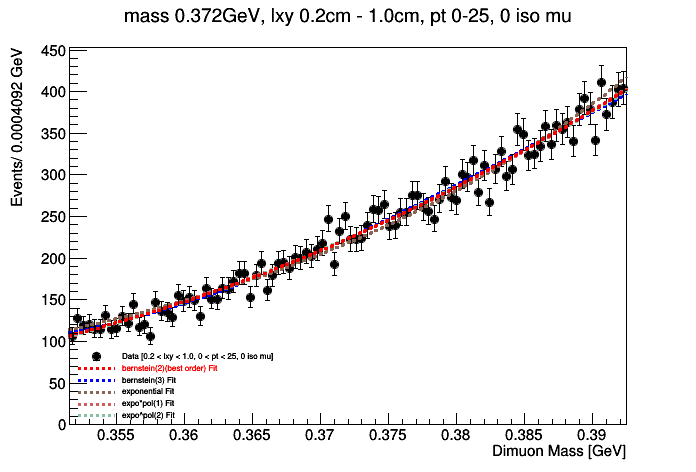 mass 0.372GeV, lxy 0.2cm - 1.0cm, pt 0-25, 0 iso mu
Events/ 0.0004092 GeV
450
400
350
300
250
200
150
100
50
0
Data [0.2 < lxy < 1.0, 0 < pt < 25, 0 iso mu]
bernstein(2)(best order) Fit
bernstein(3) Fit
exponential Fit
expo*pol(1) Fit
expo*pol(2) Fit
0.355 0.36 0.365 0.37 0.375 0.38 0.385 0.39
Dimuon Mass [GeV]